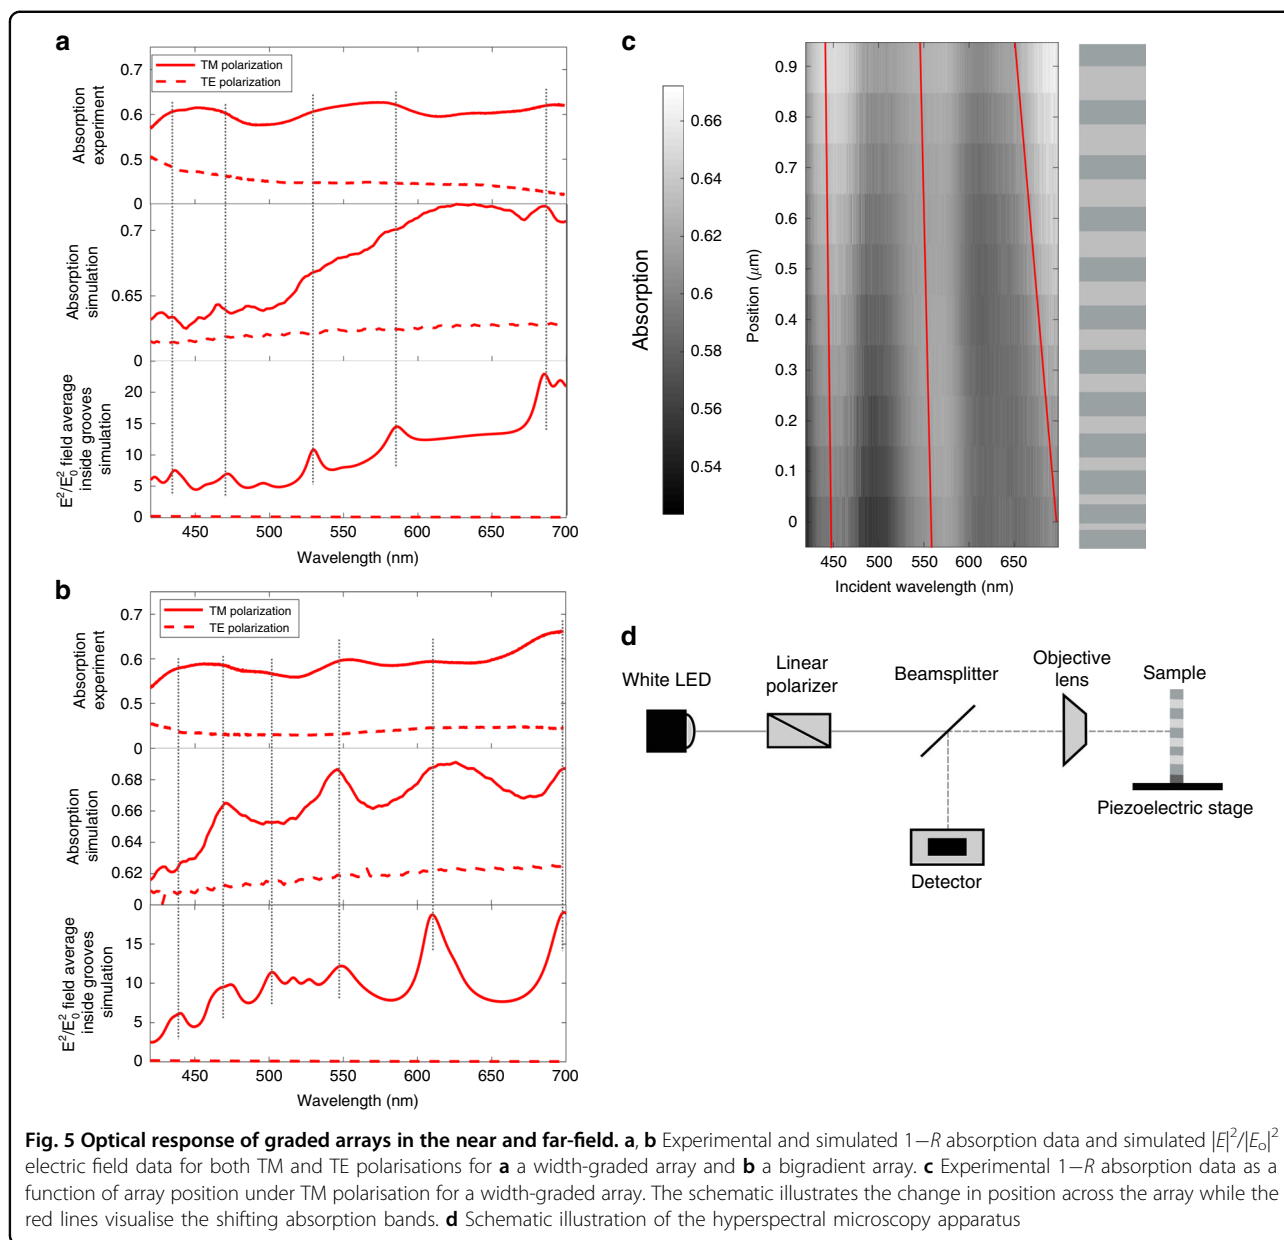 a
TM polarization
TE polarization
Absorption
experiment
0.7
0.6
0.5
0
Absorption
simulation
0.7
0.65
0
E²/E₀² field average
inside grooves
simulation
20
15
10
5
0
450 500 550 600 650 700
Wavelength (nm)
b
TM polarization
TE polarization
Absorption
experiment
0.7
0.6
0.5
0
Absorption
simulation
0.68
0.66
0.64
0.62
0
E²/E₀² field average
inside grooves
simulation
15
10
5
0
450 500 550 600 650 700
Wavelength (nm)
c
Absorption
0.66
0.64
0.62
0.6
0.58
0.56
0.54
Position (μm)
0.9
0.8
0.7
0.6
0.5
0.4
0.3
0.2
0.1
0
450 500 550 600 650
Incident wavelength (nm)
d
White LED
Linear
polarizer
Beamsplitter
Objective
lens
Sample
Piezoelectric stage
Detector
Fig. 5 Optical response of graded arrays in the near and far-field. a, b Experimental and simulated 1−R absorption data and simulated |E|²/|Eₒ|²
electric field data for both TM and TE polarisations for a a width-graded array and b a bigradient array. c Experimental 1−R absorption data as a
function of array position under TM polarisation for a width-graded array. The schematic illustrates the change in position across the array while the
red lines visualise the shifting absorption bands. d Schematic illustration of the hyperspectral microscopy apparatus